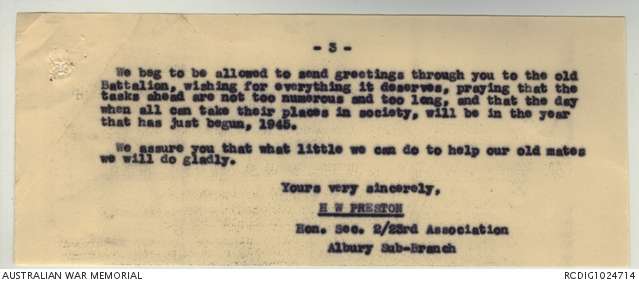 - 3 -
We beg to be allowed to send greetings through you to the old
Battalion, wishing for everything it deserves, praying that the
tasks ahead are not too numerous and too long, and that the day
when all can take their places in society, will be in the year
that has just begun, 1945.
We assure you that what little we can do to help our old mates
we will do gladly.
Yours very sincerely,
H W PRESTON
Hon. Sec. 2/23rd Association
Albury Sub-Branch
AUSTRALIAN WAR MEMORIAL
RCDIG1024714